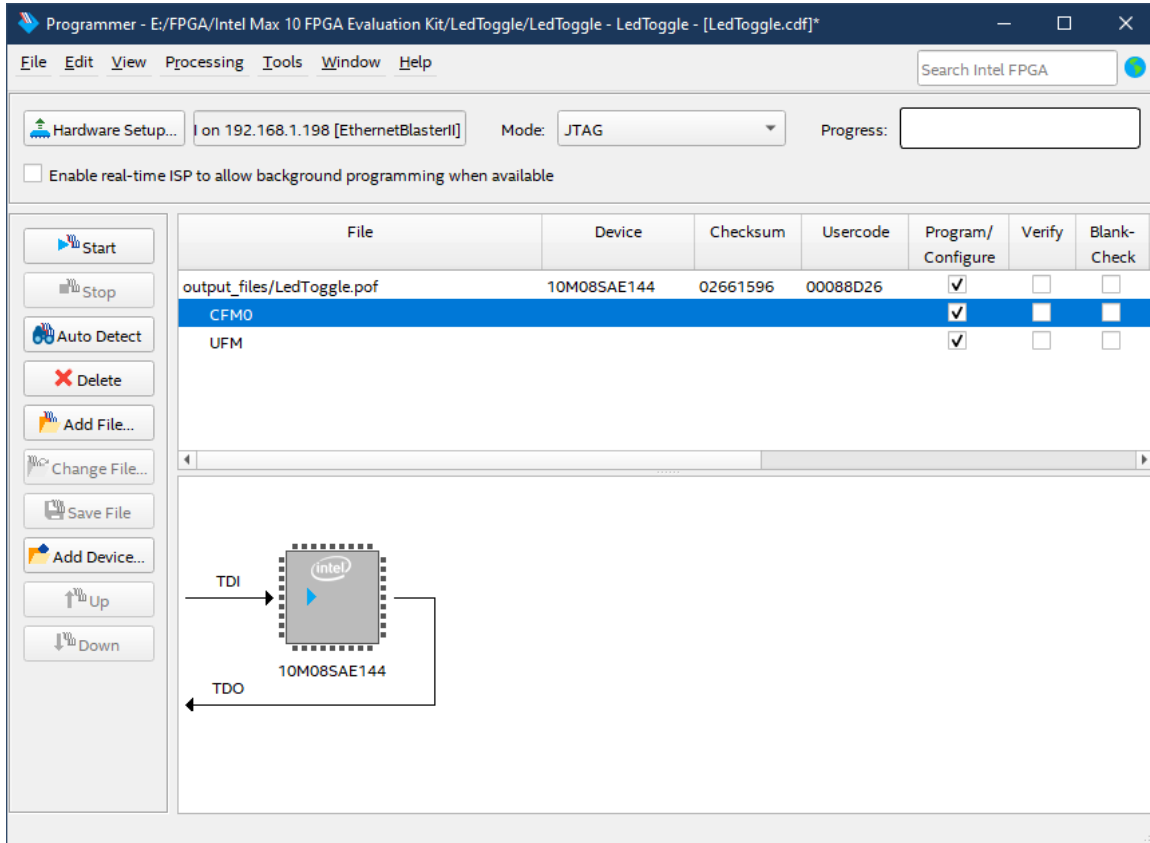 Programmer - E:/FPGA/Intel Max 10 FPGA Evaluation Kit/LedToggle/LedToggle - LedToggle - [LedToggle.cdf]*
File Edit View Processing Tools Window Help
Search Intel FPGA
Hardware Setup... I on 192.168.1.198 [EthernetBlasterII] Mode: JTAG Progress:
Enable real-time ISP to allow background programming when available
Start
Stop
Auto Detect
Delete
Add File...
Change File...
Save File
Add Device...
Up
Down
File Device Checksum Usercode Program/ Configure Verify Blank- Check
output_files/LedToggle.pof 10M08SAE144 02661596 00088D26
CFM0
UFM
TDI
intel
10M08SAE144
TDO